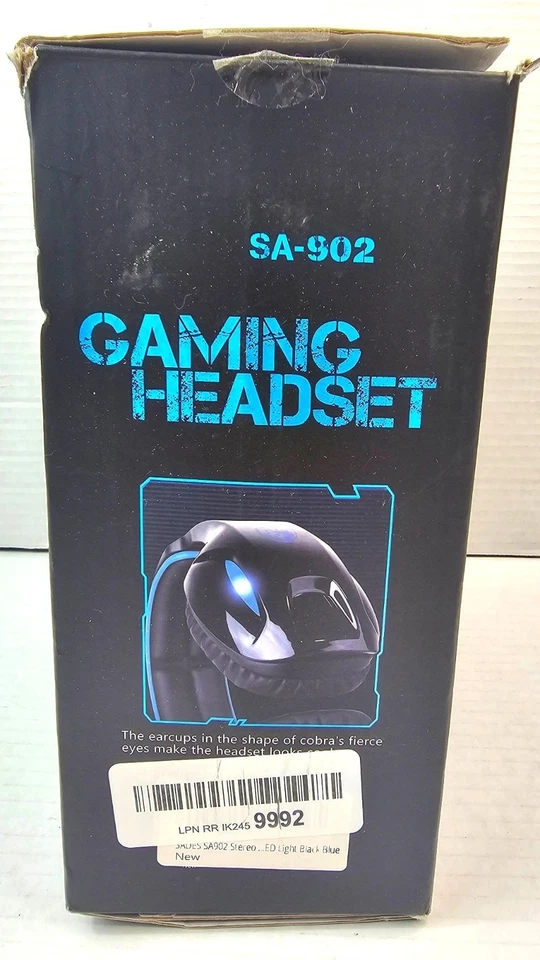 SA-902
GAMING
HEADSET
The earcups in the shape of cobra's fierce
eyes make the headset looks
LPN RR IK245 9992
SADES SA902 Stereo ...ED Light Black Blue
New